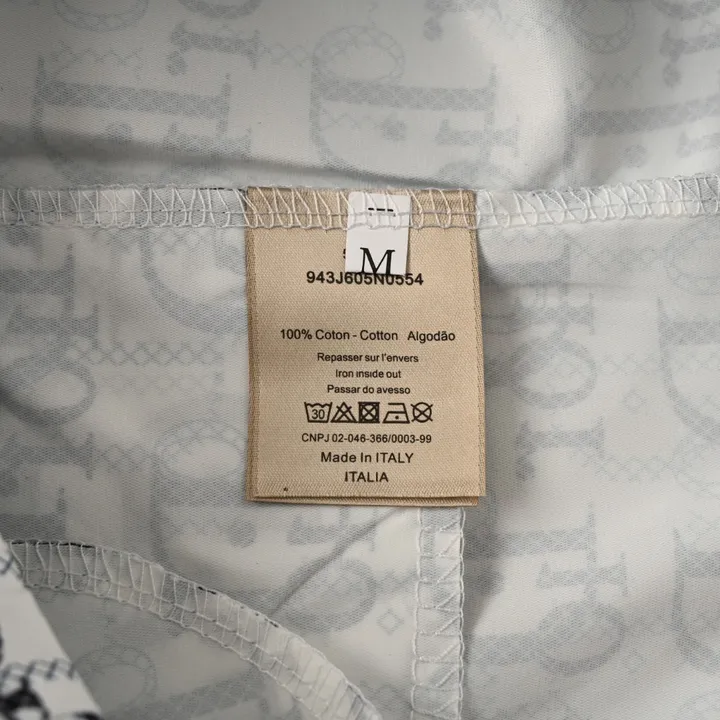 M
943J605N0554
100% Coton - Cotton Algodão
Repasser sur l'envers
Iron inside out
Passar do avesso
30
CNPJ 02-046-366/0003-99
Made In ITALY
ITALIA